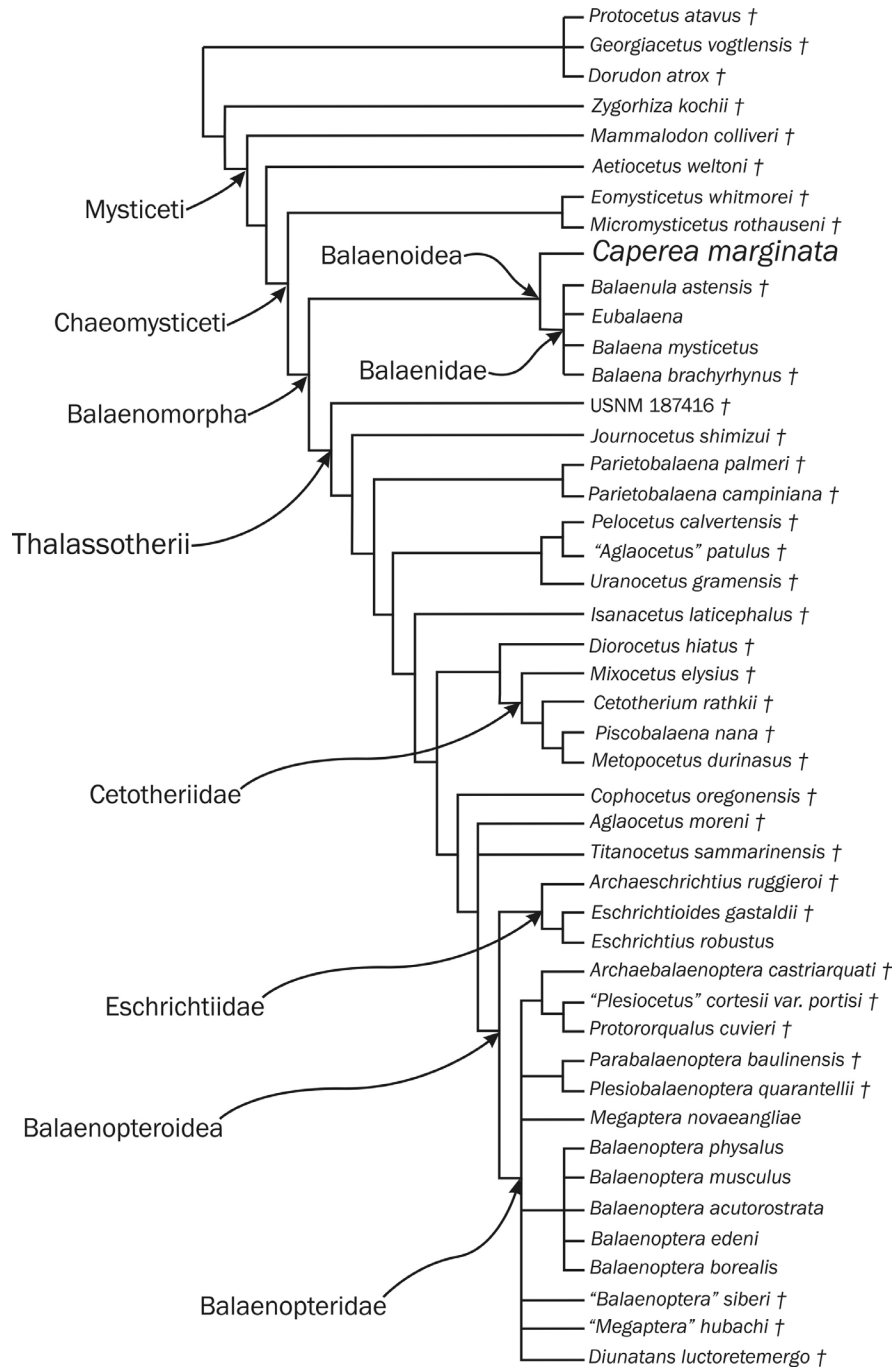 Protocetus atavus †
Georgiacetus vogtlensis †
Dorudon atrox †
Zygorhiza kochii †
Mammalodon colliveri †
Aetiocetus weltoni †
Mysticeti
Eomysticetus whitmorei †
Micromysticetus rothauseni †
Caperea marginata
Balaenoidea
Balaenula astensis †
Eubalaena
Chaeomysticeti
Balaena mysticetus
Balaenidae
Balaena brachyrhynus †
USNM 187416 †
Balaenomorpha
Journocetus shimizui †
Parietobalaena palmeri †
Parietobalaena campiniana †
Pelocetus calvertensis †
Thalassotherii
“Aglaocetus” patulus †
Uranocetus gramensis †
Isanacetus laticephalus †
Diorocetus hiatus †
Mixocetus elysius †
Cetotherium rathkii †
Piscobalaena nana †
Metopocetus durinasus †
Cetotheriidae
Cophocetus oregonensis †
Aglaocetus moreni †
Titanocetus sammarinensis †
Archaeschrichtius ruggieroi †
Eschrichtioides gastaldii †
Eschrichtius robustus
Archaebalaenoptera castriarquati †
Eschrichtiidae
“Plesiocetus” cortesii var. portisi †
Protororqualus cuvieri †
Parabalaenoptera baulinensis †
Plesiobalaenoptera quarantellii †
Megaptera novaeangliae
Balaenopteroidea
Balaenoptera physalus
Balaenoptera musculus
Balaenoptera acutorostrata
Balaenoptera edeni
Balaenoptera borealis
“Balaenoptera” siberi †
Balaenopteridae
“Megaptera” hubachi †
Diunatans luctoretemergo †